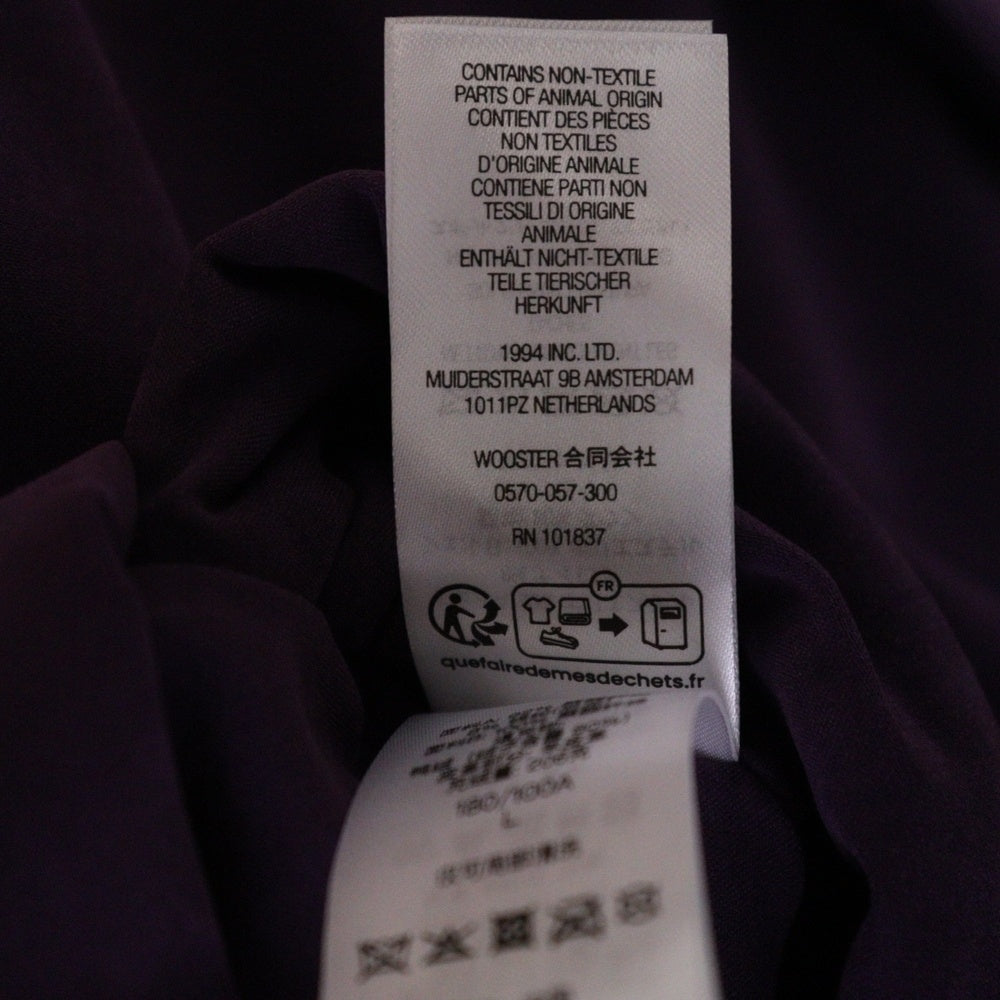 CONTAINS NON-TEXTILE
PARTS OF ANIMAL ORIGIN
CONTIENT DES PIÈCES
NON TEXTILES
D'ORIGINE ANIMALE
CONTIENE PARTI NON
TESSILI DI ORIGINE
ANIMALE
ENTHÄLT NICHT-TEXTILE
TEILE TIERISCHER
HERKUNFT
1994 INC. LTD.
MUIDERSTRAAT 9B AMSTERDAM
1011PZ NETHERLANDS
WOOSTER 合同会社
0570-057-300
RN 101837
FR
quefairedemesdechets.fr
180/100A
L